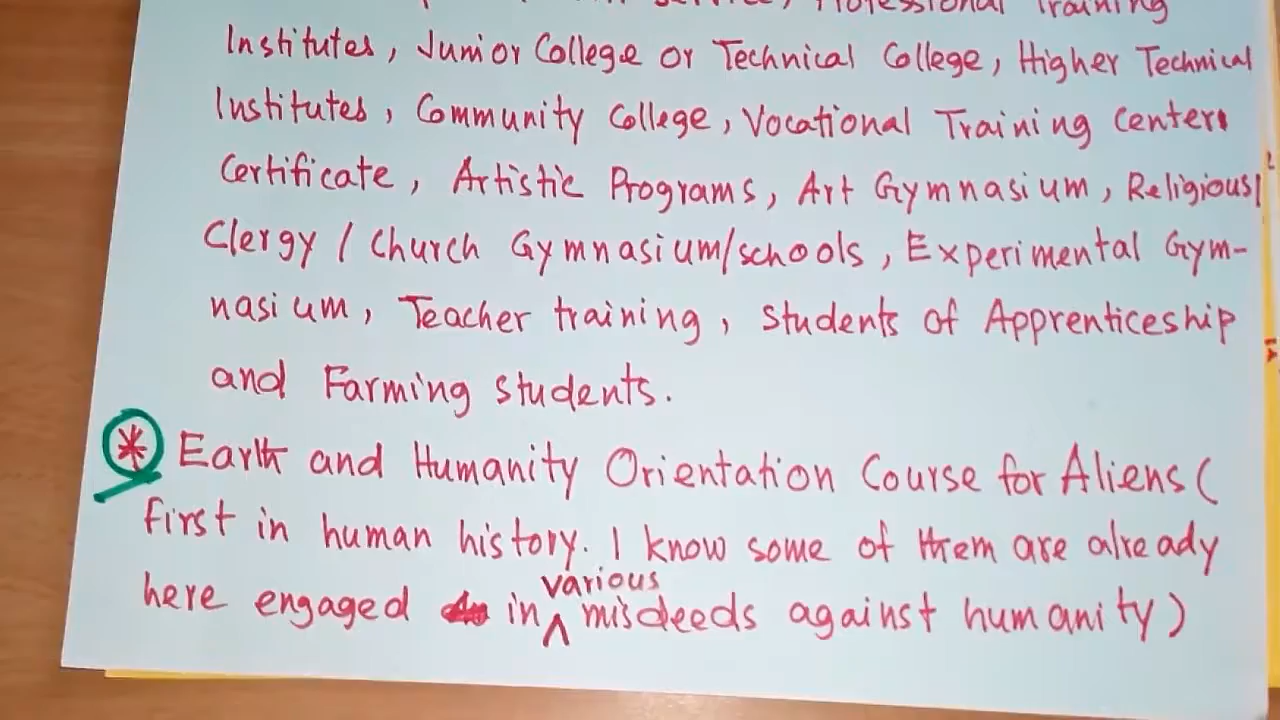 Professional Training
Institutes, Junior College or Technical College, Higher Technical
Institutes, Community College, Vocational Training Center,
Certificate, Artistic Programs, Art Gymnasium, Religious/
Clergy / Church Gymnasium/schools, Experimental Gym-
nasium, Teacher training, Students of Apprenticeship
and Farming students.
* Earth and Humanity Orientation Course for Aliens (
first in human history. I know some of them are already
here engaged in various misdeeds against humanity)